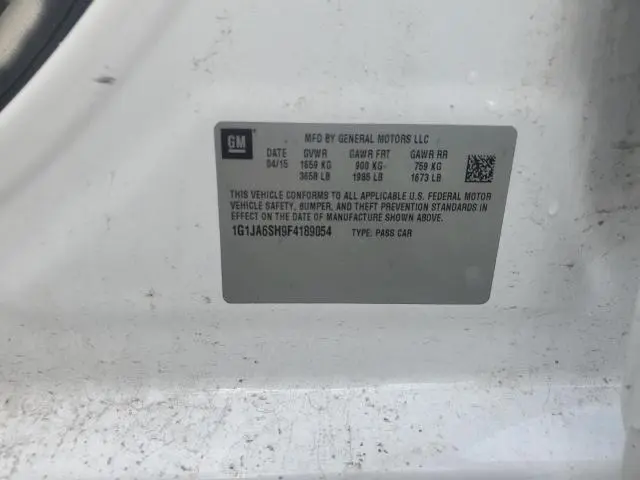 GM
MFD BY GENERAL MOTORS LLC
DATE GVWR GAWR FRT GAWR RR
04/15 1659 KG 900 KG 759 KG
3658 LB 1985 LB 1673 LB
THIS VEHICLE CONFORMS TO ALL APPLICABLE U.S. FEDERAL MOTOR
VEHICLE SAFETY, BUMPER, AND THEFT PREVENTION STANDARDS
IN EFFECT ON THE DATE OF MANUFACTURE SHOWN ABOVE.
1G1JA6SH9F4189054 TYPE: PASS CAR